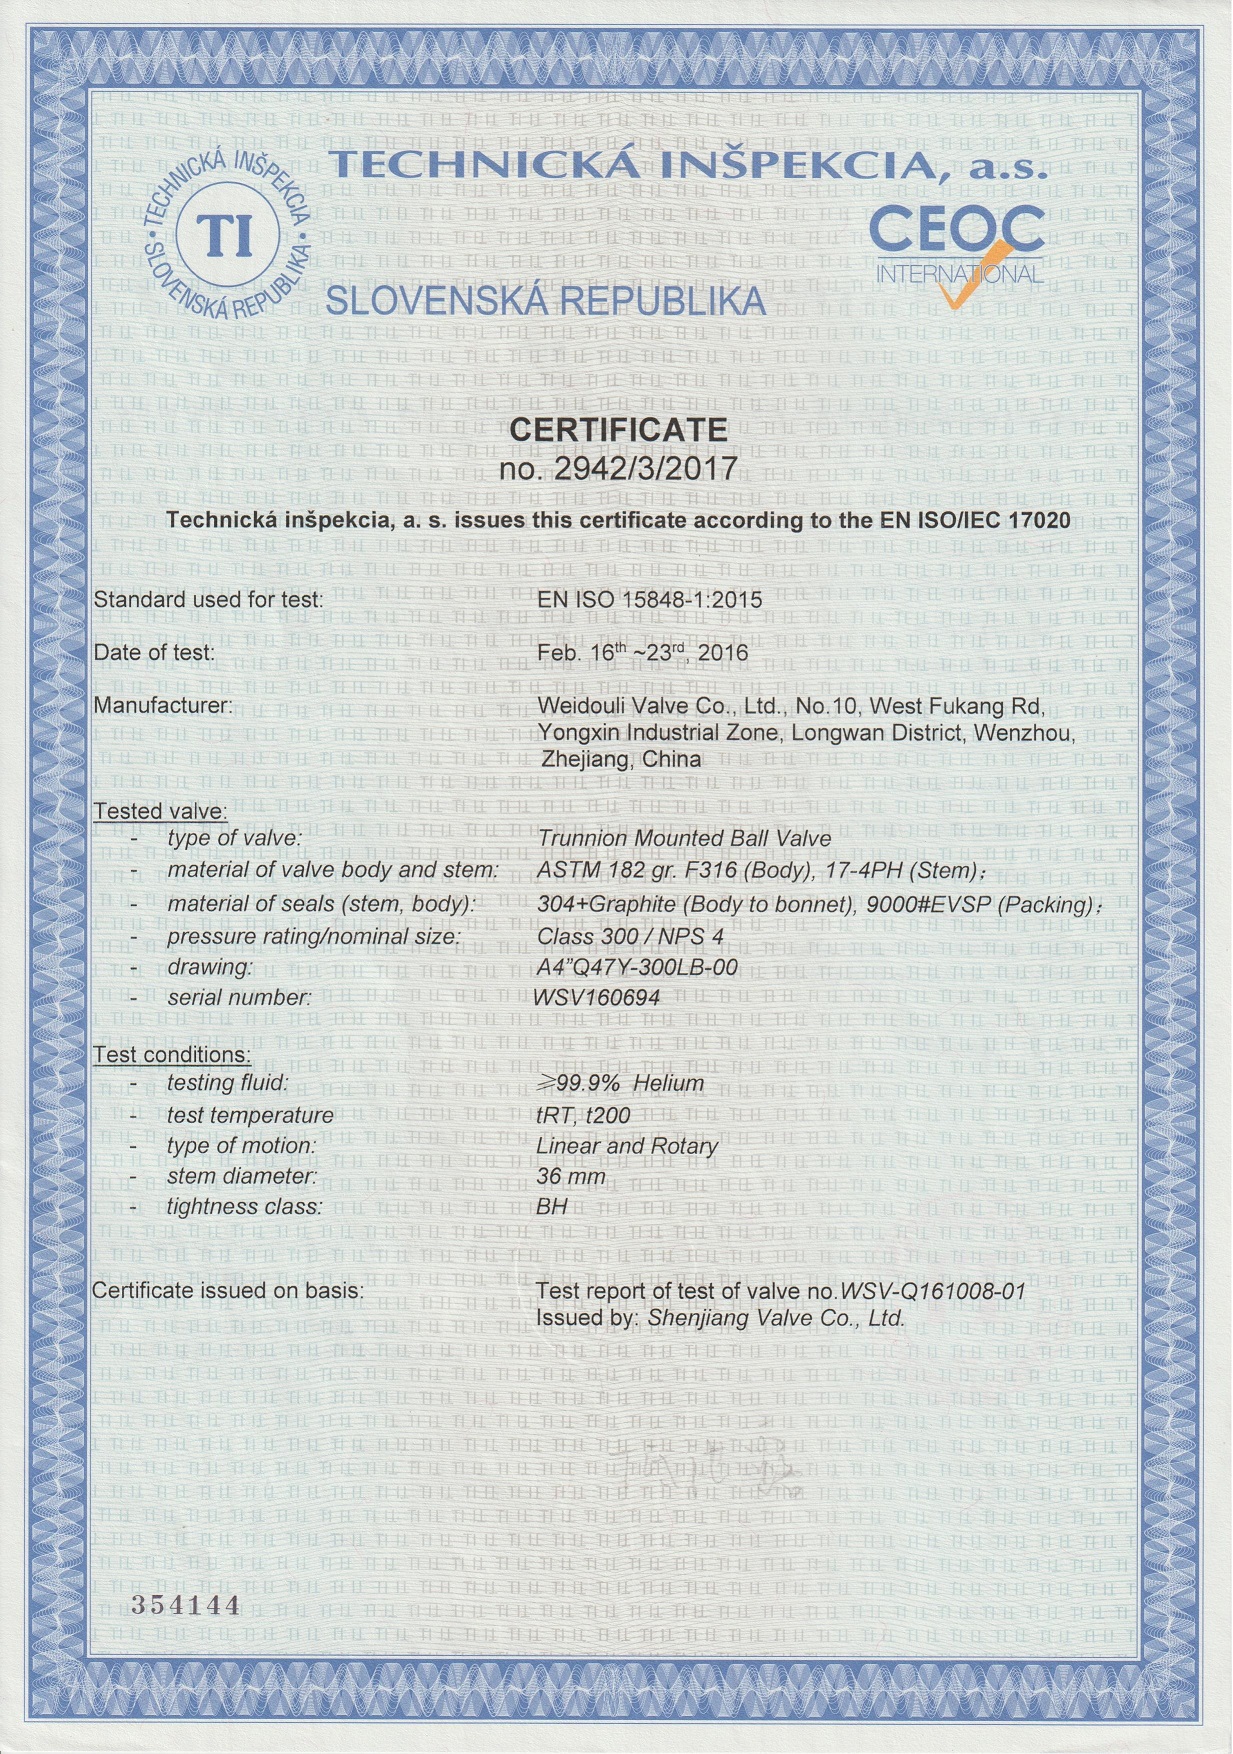 TECHNICKÁ INŠPEKCIA, a.s.
· TECHNICKÁ INŠPEKCIA ·
SLOVENSKÁ REPUBLIKA
TI
CEOC
INTERNATIONAL
SLOVENSKÁ REPUBLIKA
CERTIFICATE
no. 2942/3/2017
Technická inšpekcia, a. s. issues this certificate according to the EN ISO/IEC 17020
Standard used for test: EN ISO 15848-1:2015
Date of test: Feb. 16th ~23rd, 2016
Manufacturer: Weidouli Valve Co., Ltd., No.10, West Fukang Rd,
Yongxin Industrial Zone, Longwan District, Wenzhou,
Zhejiang, China
Tested valve:
- type of valve: Trunnion Mounted Ball Valve
- material of valve body and stem: ASTM 182 gr. F316 (Body), 17-4PH (Stem);
- material of seals (stem, body): 304+Graphite (Body to bonnet), 9000#EVSP (Packing);
- pressure rating/nominal size: Class 300 / NPS 4
- drawing: A4”Q47Y-300LB-00
- serial number: WSV160694
Test conditions:
- testing fluid: ⩾99.9% Helium
- test temperature tRT, t200
- type of motion: Linear and Rotary
- stem diameter: 36 mm
- tightness class: BH
Certificate issued on basis: Test report of test of valve no.WSV-Q161008-01
Issued by: Shenjiang Valve Co., Ltd.
354144